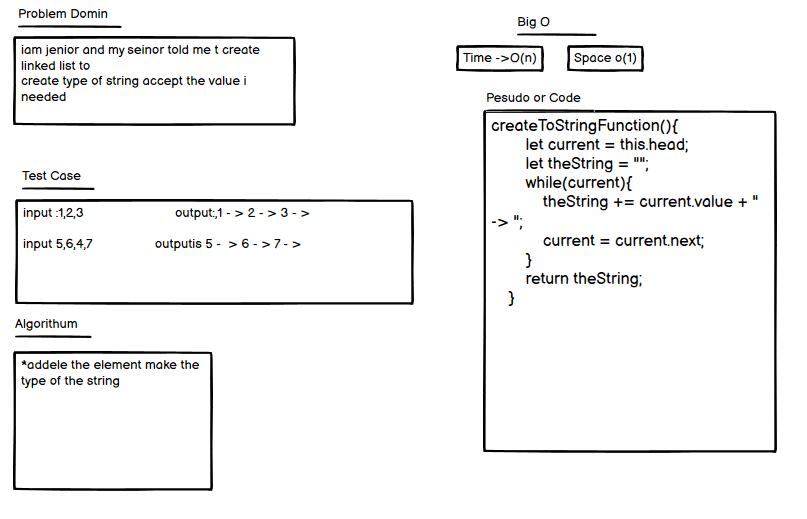 Problem Domin
iam jenior and my seinor told me t create
linked list to
create type of string accept the value i
needed
Test Case
input :1,2,3 output:,1 - > 2 - > 3 - >
input 5,6,4,7 outputis 5 - > 6 - > 7 - >
Algorithum
*addele the element make the
type of the string
Big O
Time ->O(n) Space o(1)
Pesudo or Code
createToStringFunction(){
let current = this.head;
let theString = "";
while(current){
theString += current.value + "
-> ";
current = current.next;
}
return theString;
}